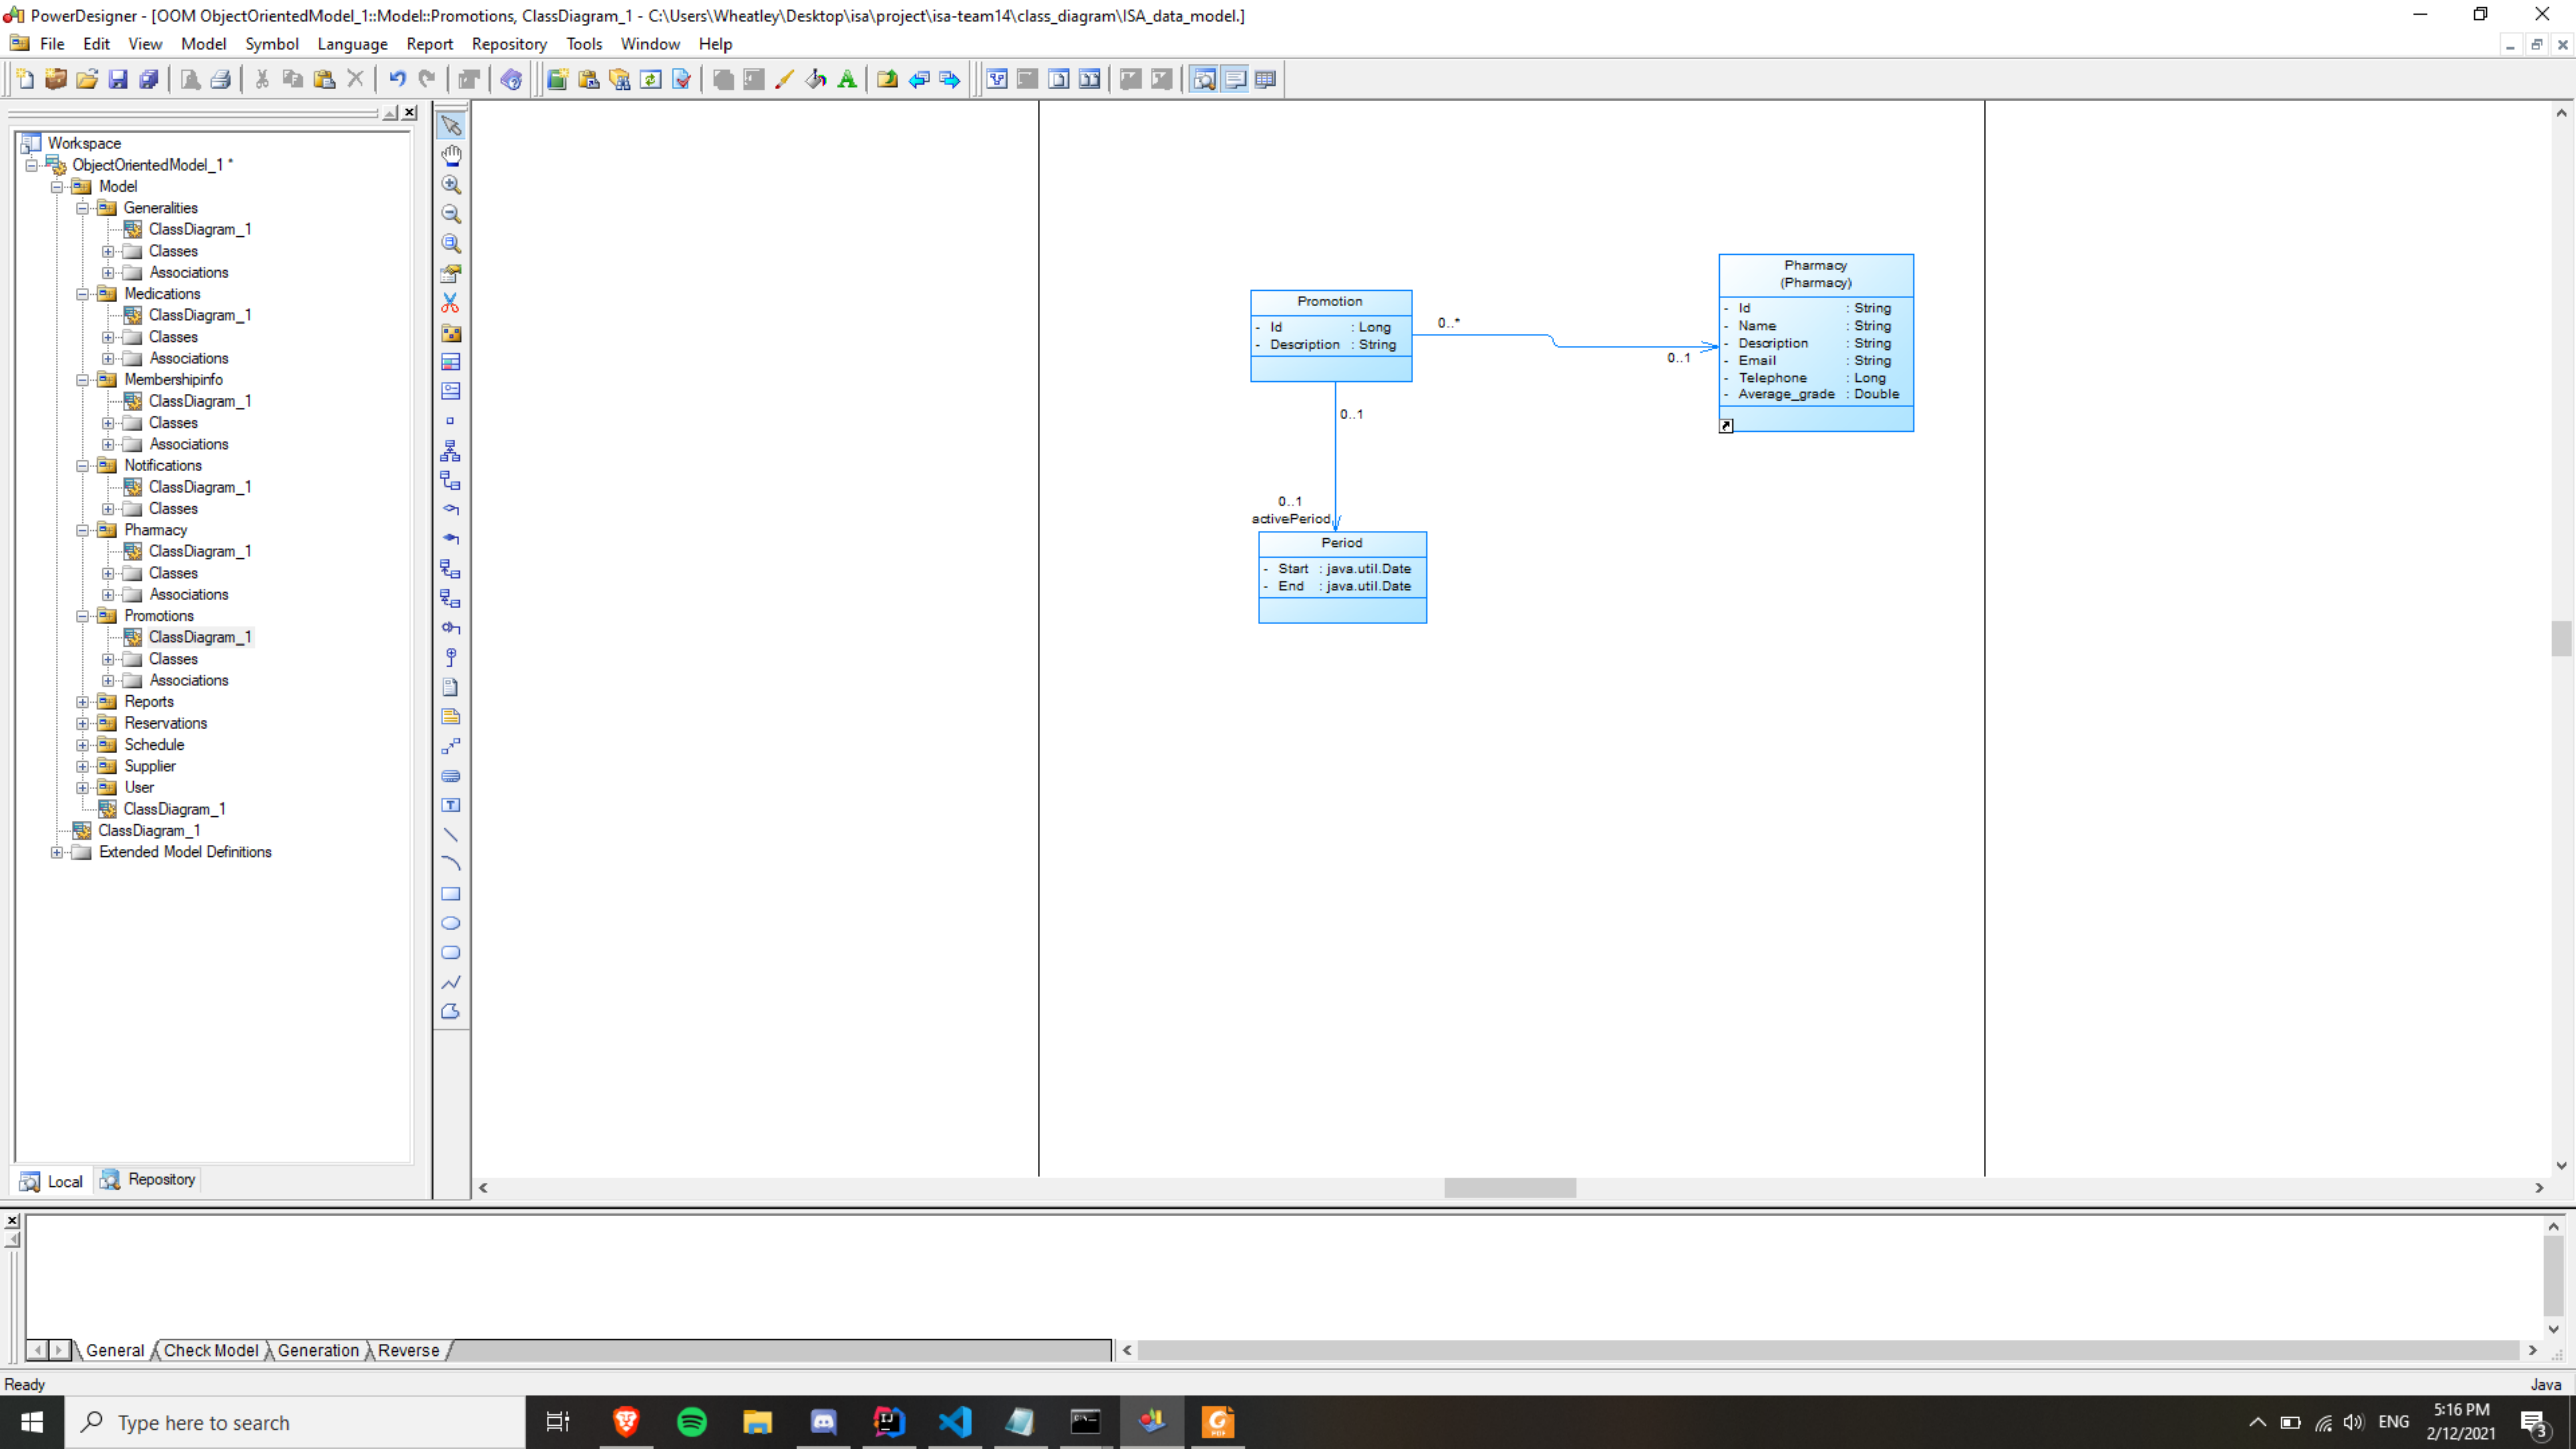 PowerDesigner - [OOM ObjectOrientedModel_1::Model::Promotions, ClassDiagram_1 - C:\Users\Wheatley\Desktop\isa\project\isa-team14\class_diagram\ISA_data_model.]
File Edit View Model Symbol Language Report Repository Tools Window Help
Workspace
ObjectOrientedModel_1 *
Model
Generalities
ClassDiagram_1
Classes
Associations
Medications
ClassDiagram_1
Classes
Associations
Membershipinfo
ClassDiagram_1
Classes
Associations
Notifications
ClassDiagram_1
Classes
Pharmacy
ClassDiagram_1
Classes
Associations
Promotions
ClassDiagram_1
Classes
Associations
Reports
Reservations
Schedule
Supplier
User
ClassDiagram_1
ClassDiagram_1
Extended Model Definitions
Local Repository
Promotion
- Id : Long
- Description : String
0..*
0..1
Pharmacy
(Pharmacy)
- Id : String
- Name : String
- Description : String
- Email : String
- Telephone : Long
- Average_grade : Double
0..1
0..1
activePeriod
Period
- Start : java.util.Date
- End : java.util.Date
General Check Model Generation Reverse
Ready
Java
Type here to search
ENG
5:16 PM
2/12/2021
3